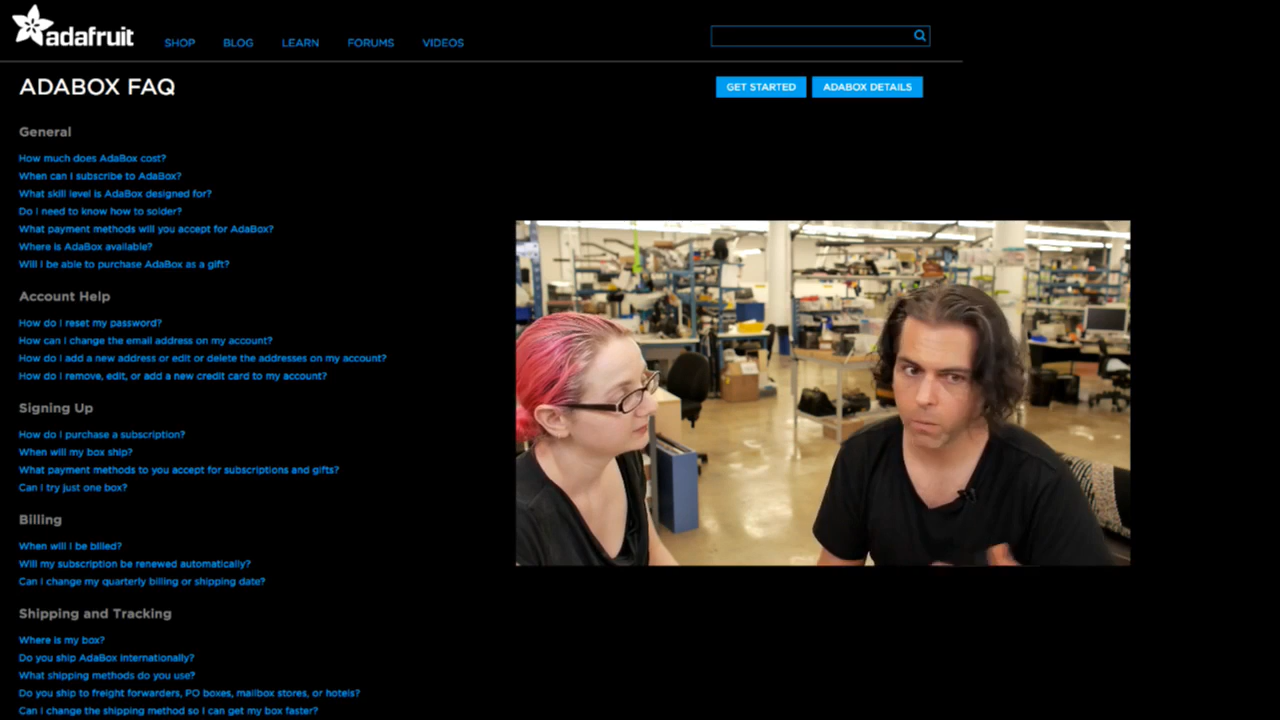 adafruit
SHOP BLOG LEARN FORUMS VIDEOS
ADABOX FAQ
GET STARTED ADABOX DETAILS
General
How much does AdaBox cost?
When can I subscribe to AdaBox?
What skill level is AdaBox designed for?
Do I need to know how to solder?
What payment methods will you accept for AdaBox?
Where is AdaBox available?
Will I be able to purchase AdaBox as a gift?
Account Help
How do I reset my password?
How can I change the email address on my account?
How do I add a new address or edit or delete the addresses on my account?
How do I remove, edit, or add a new credit card to my account?
Signing Up
How do I purchase a subscription?
When will my box ship?
What payment methods to you accept for subscriptions and gifts?
Can I try just one box?
Billing
When will I be billed?
Will my subscription be renewed automatically?
Can I change my quarterly billing or shipping date?
Shipping and Tracking
Where is my box?
Do you ship AdaBox internationally?
What shipping methods do you use?
Do you ship to freight forwarders, PO boxes, mailbox stores, or hotels?
Can I change the shipping method so I can get my box faster?